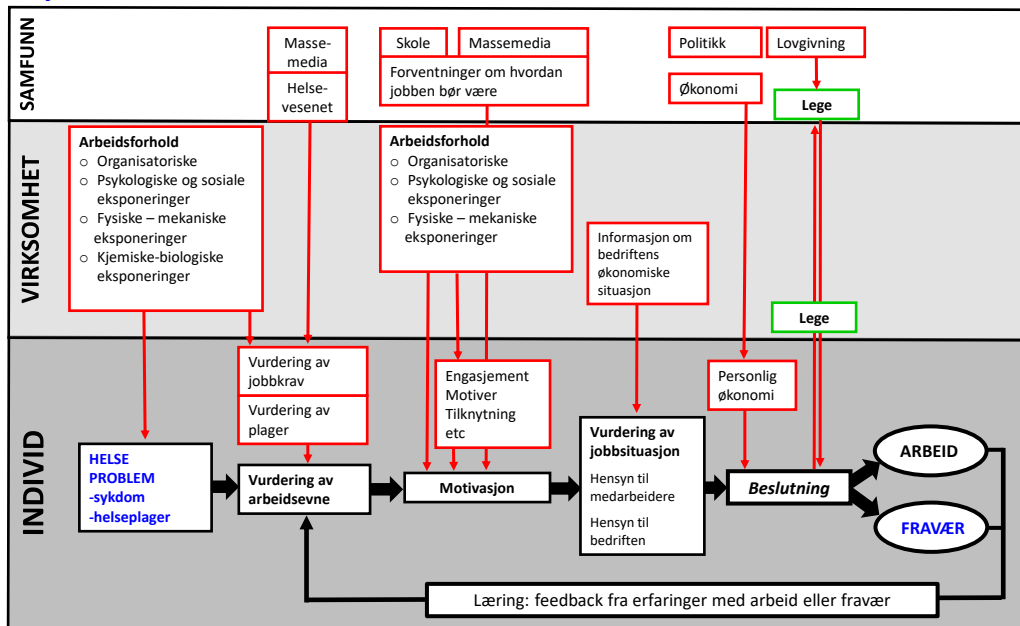 SAMFUNN
Masse-
media
Helse-
vesenet
Skole
Massemedia
Forventninger om hvordan
jobben bør være
Politikk
Lovgivning
Økonomi
Lege
VIRKSOMHET
Arbeidsforhold
o Organisatoriske
o Psykologiske og sosiale
eksponeringer
o Fysiske – mekaniske
eksponeringer
o Kjemiske-biologiske
eksponeringer
Arbeidsforhold
o Organisatoriske
o Psykologiske og sosiale
eksponeringer
o Fysiske – mekaniske
eksponeringer
Informasjon om
bedriftens
økonomiske
situasjon
Lege
INDIVID
Vurdering av
jobbkrav
Vurdering av
plager
Engasjement
Motiver
Tilknytning
etc
Personlig
økonomi
HELSE
PROBLEM
-sykdom
-helseplager
Vurdering av
arbeidsevne
Motivasjon
Vurdering av
jobbsituasjon
Hensyn til
medarbeidere
Hensyn til
bedriften
Beslutning
ARBEID
FRAVÆR
Læring: feedback fra erfaringer med arbeid eller fravær